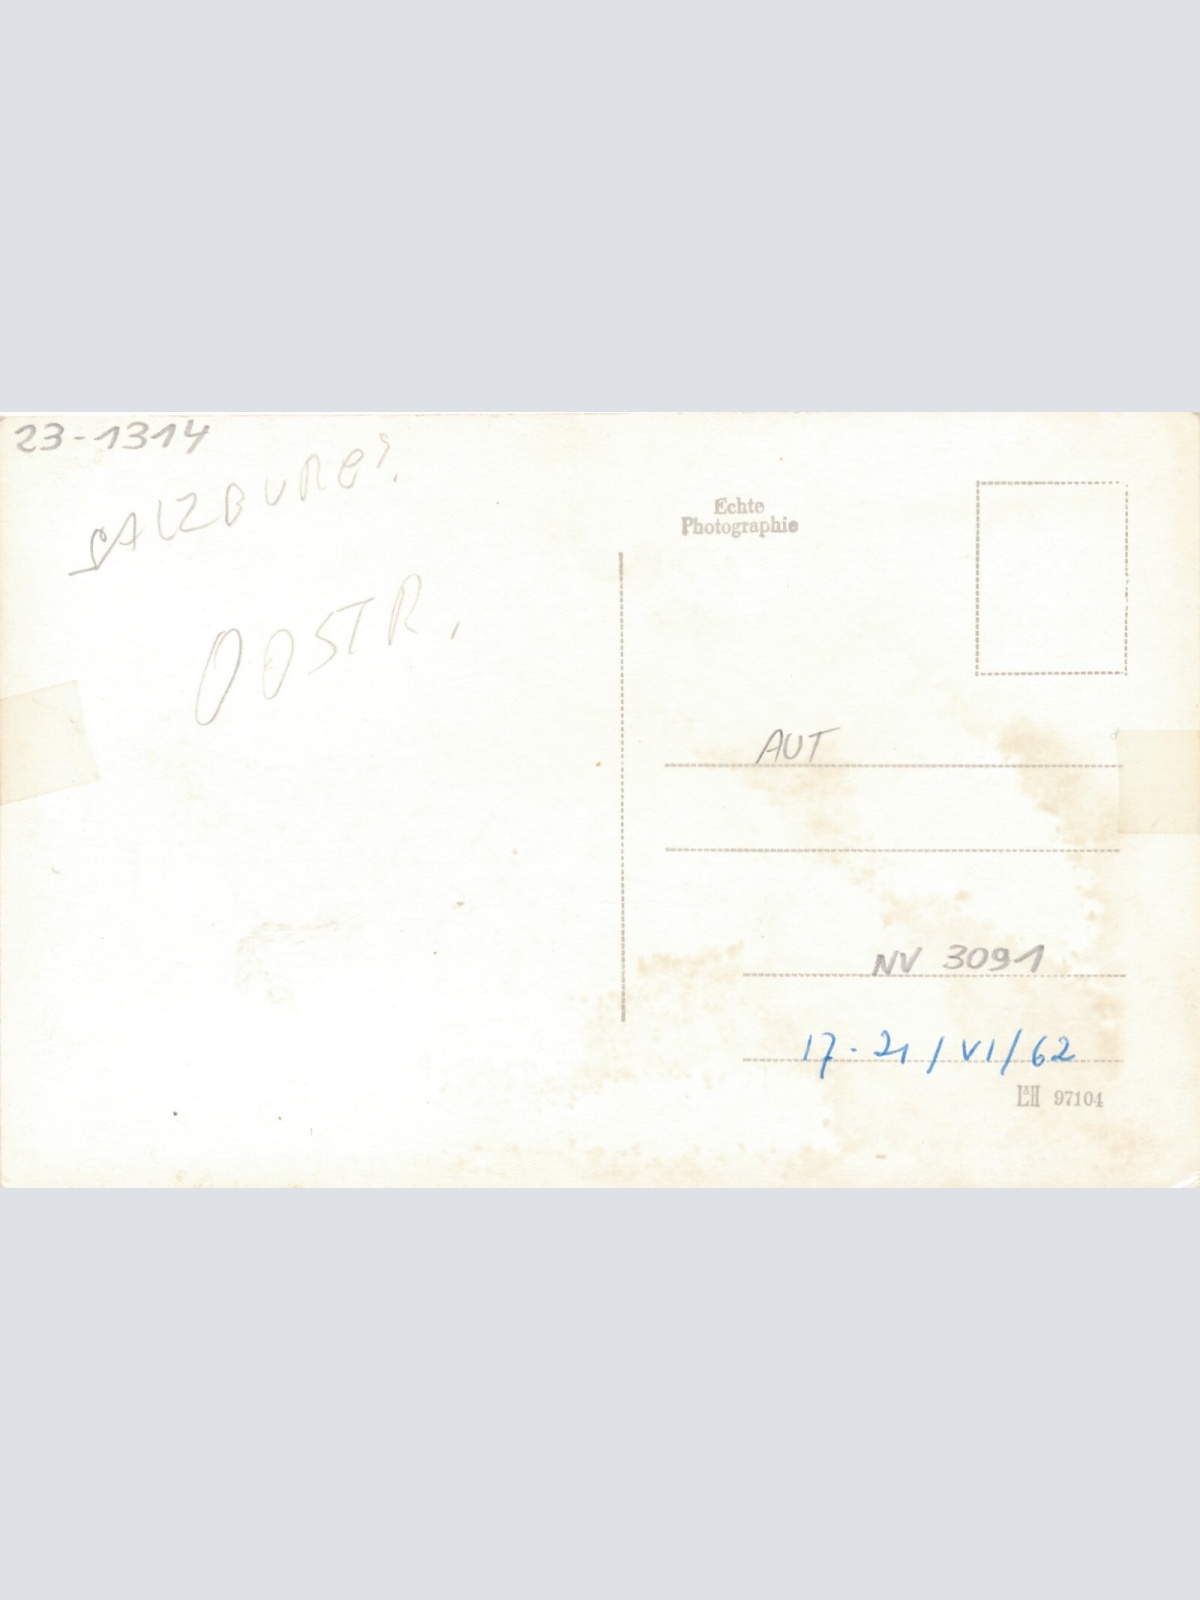 23-1314
SALZBURG?
OOSTR.
Echte
Photographie
AUT
NV 3091
17-21/VI/62
97104